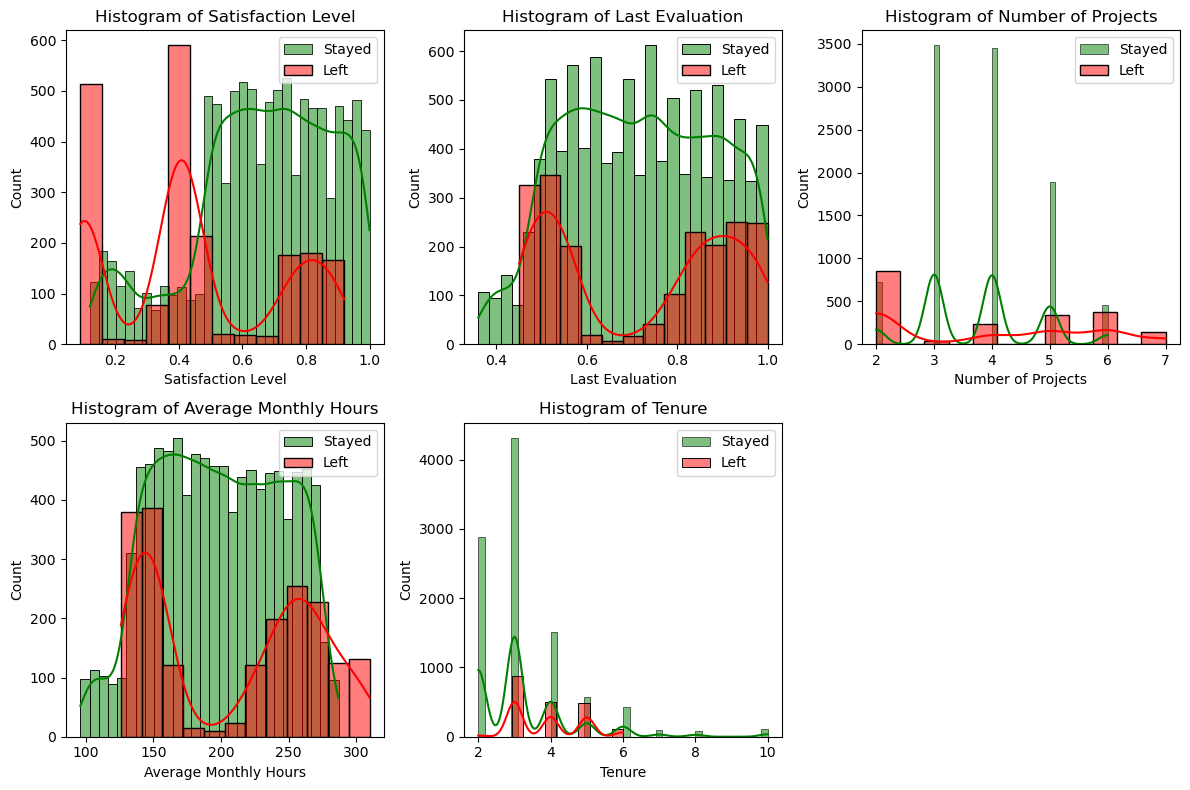 Histogram of Satisfaction Level
600
500
400
300
200
100
0
Count
Stayed
Left
0.2
0.4
0.6
0.8
1.0
Satisfaction Level
Histogram of Last Evaluation
600
500
400
300
200
100
0
Count
Stayed
Left
0.4
0.6
0.8
1.0
Last Evaluation
Histogram of Number of Projects
3500
3000
2500
2000
1500
1000
500
0
Count
Stayed
Left
2
3
4
5
6
7
Number of Projects
Histogram of Average Monthly Hours
500
400
300
200
100
0
Count
Stayed
Left
100
150
200
250
300
Average Monthly Hours
Histogram of Tenure
4000
3000
2000
1000
0
Count
Stayed
Left
2
4
6
8
10
Tenure